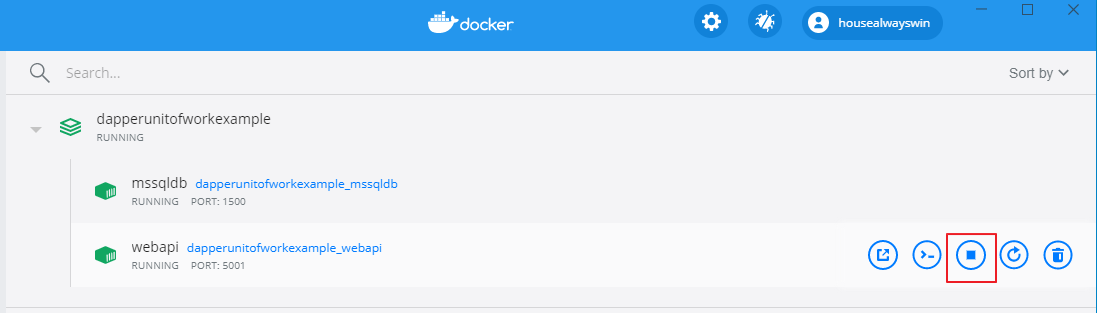 docker
housealwayswin
Search...
Sort by
dapperunitofworkexample
RUNNING
mssqldb dapperunitofworkexample_mssqldb
RUNNING PORT: 1500
webapi dapperunitofworkexample_webapi
RUNNING PORT: 5001